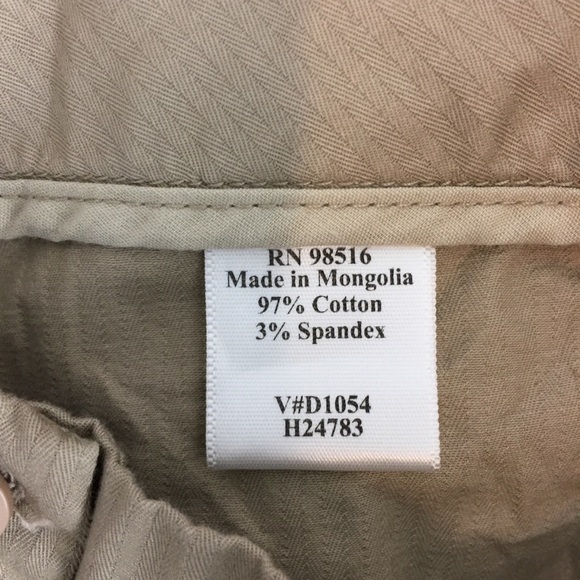 RN 98516
Made in Mongolia
97% Cotton
3% Spandex
V#D1054
H24783